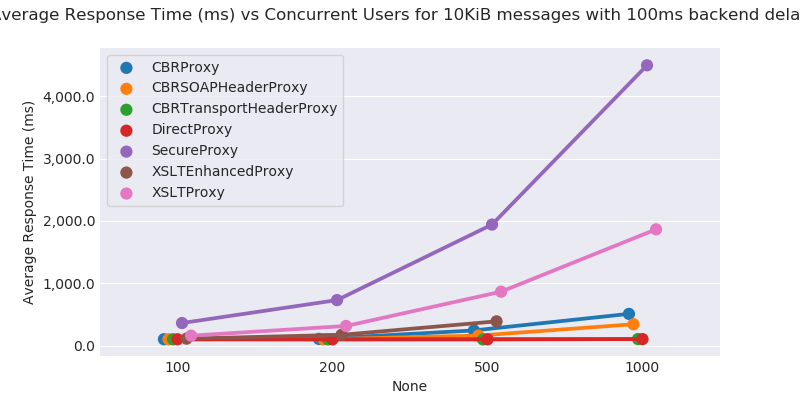 Average Response Time (ms) vs Concurrent Users for 10KiB messages with 100ms backend dela
CBRProxy
CBRSOAPHeaderProxy
CBRTransportHeaderProxy
DirectProxy
SecureProxy
XSLTEnhancedProxy
XSLTProxy
Average Response Time (ms)
4,000.0
3,000.0
2,000.0
1,000.0
0.0
100 200 500 1000
None